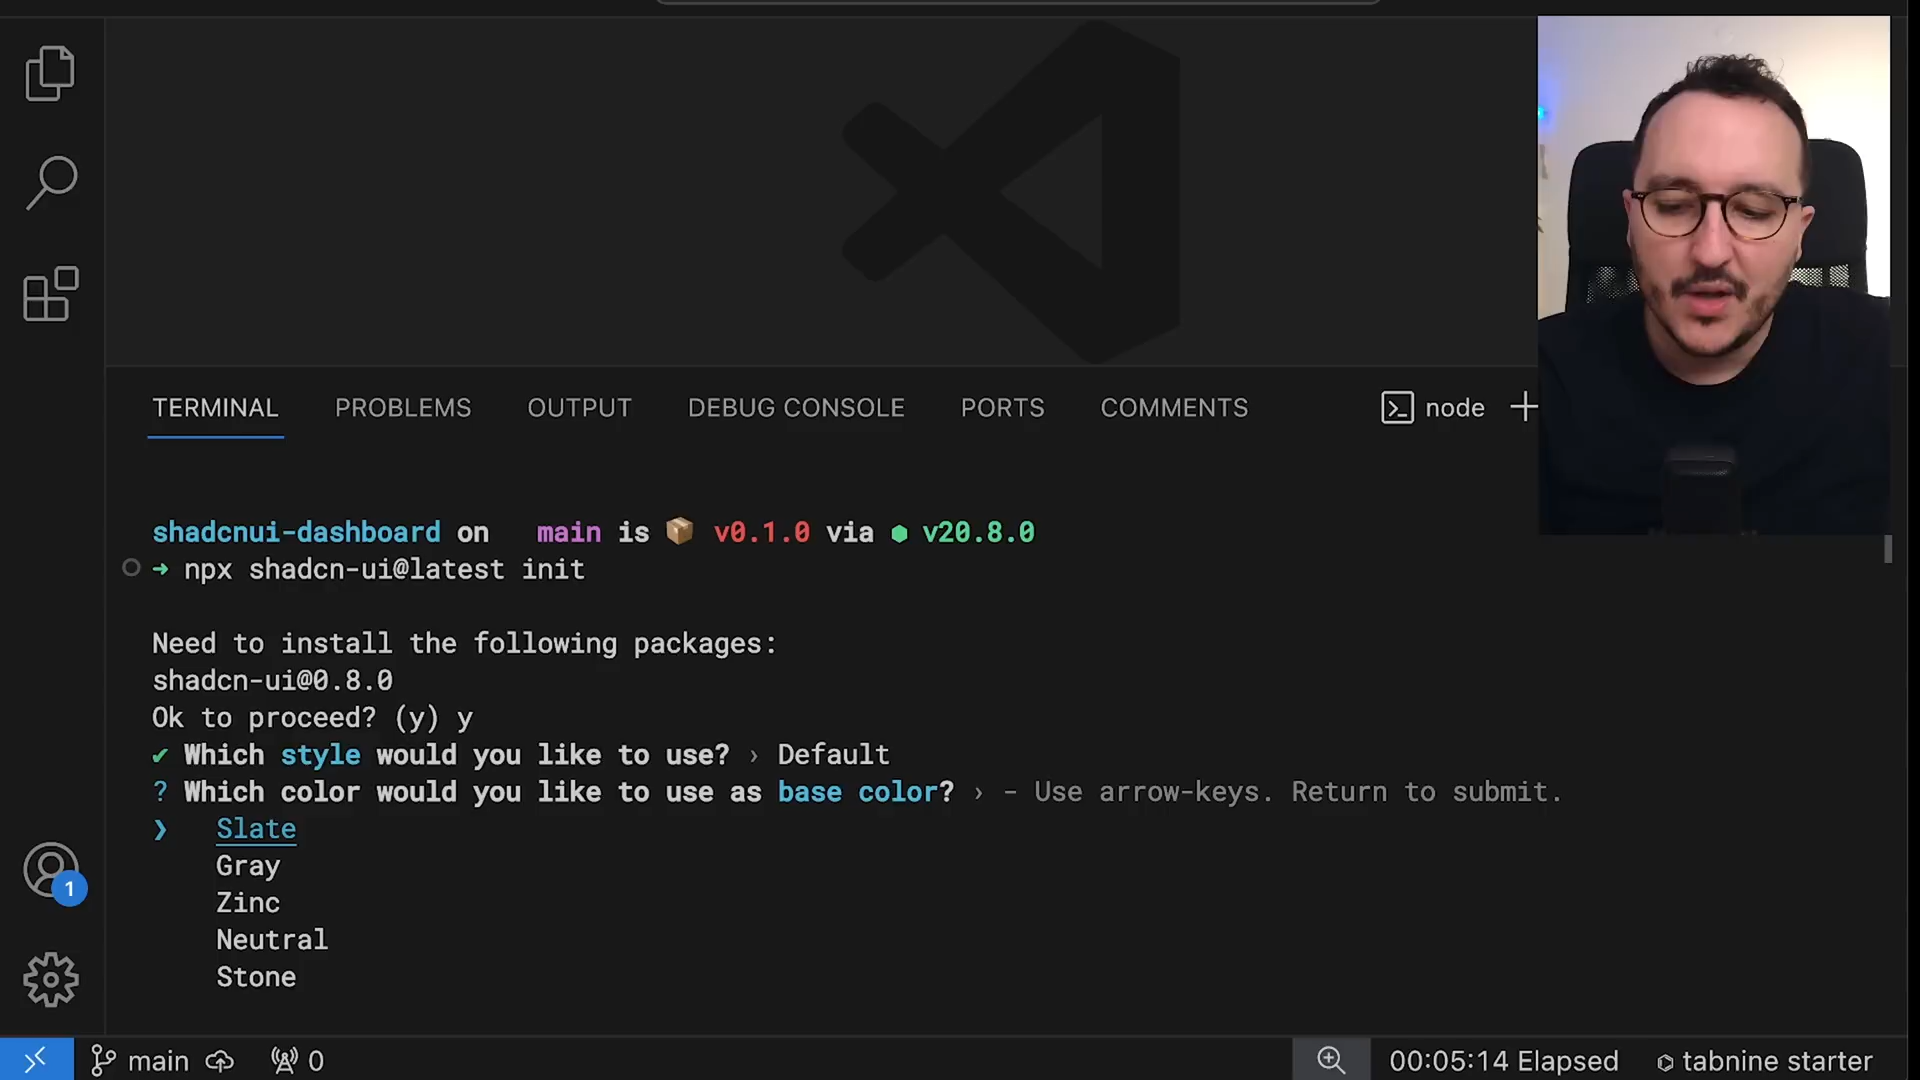 TERMINAL PROBLEMS OUTPUT DEBUG CONSOLE PORTS COMMENTS node
shadcnui-dashboard on main is 📦 v0.1.0 via ⬢ v20.8.0
➜ npx shadcn-ui@latest init
Need to install the following packages:
shadcn-ui@0.8.0
Ok to proceed? (y) y
✔ Which style would you like to use? › Default
? Which color would you like to use as base color? › - Use arrow-keys. Return to submit.
❯ Slate
Gray
Zinc
Neutral
Stone
1
main 0 00:05:14 Elapsed tabnine starter